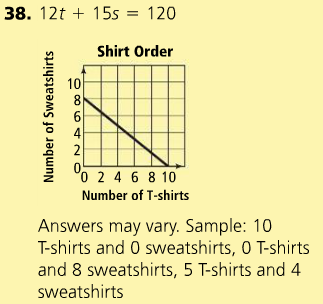 38. 12t + 15s = 120
Shirt Order
Number of Sweatshirts
10
8
6
4
2
0
0 2 4 6 8 10
Number of T-shirts
Answers may vary. Sample: 10
T-shirts and 0 sweatshirts, 0 T-shirts
and 8 sweatshirts, 5 T-shirts and 4
sweatshirts